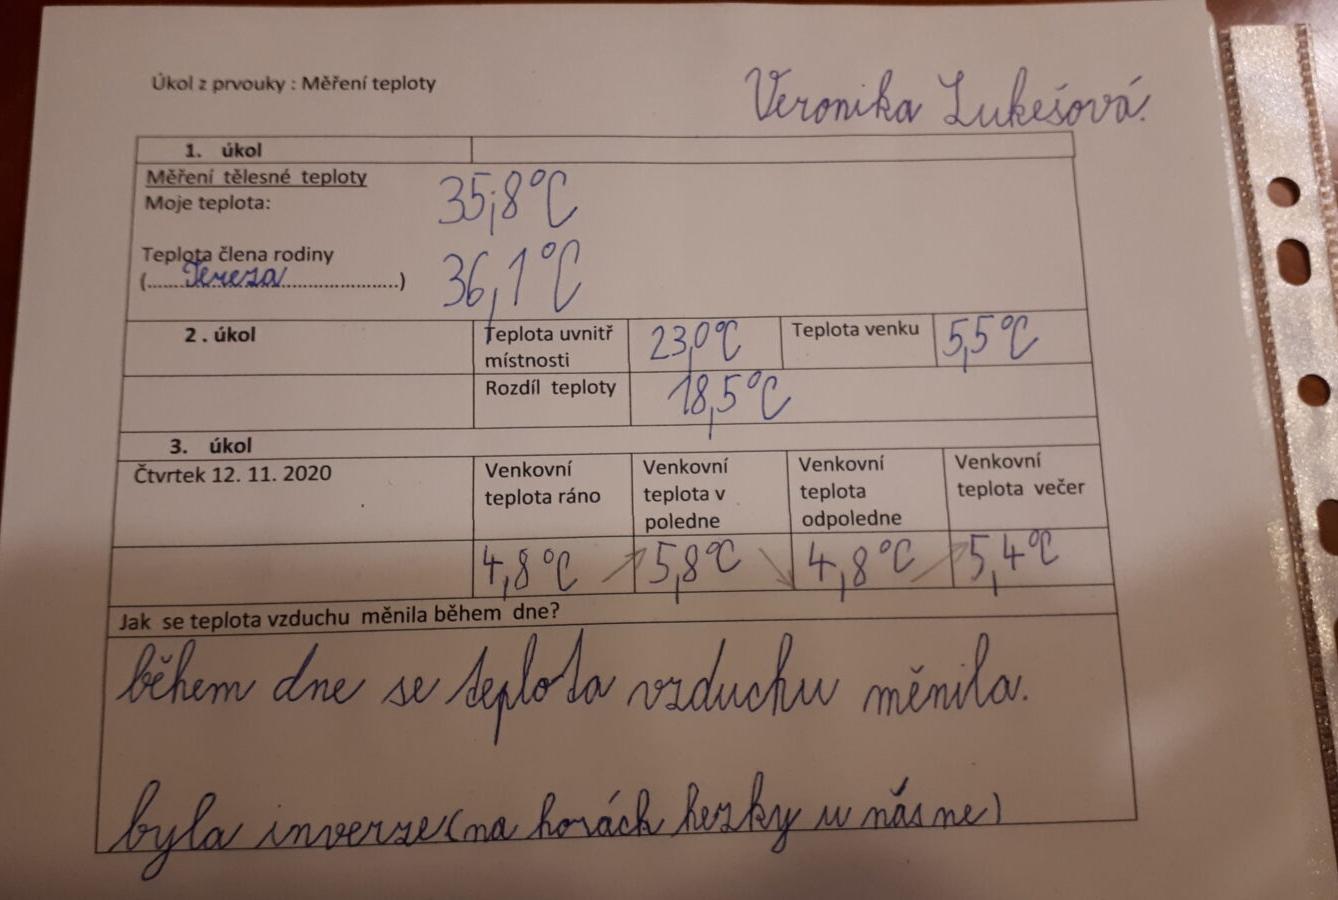 Úkol z prvouky : Měření teploty
Veronika Lukešová
1. úkol
Měření tělesné teploty
Moje teplota: 35,8°C
Teplota člena rodiny
(......Tereza..............................) 36,1°C
2 . úkol Teplota uvnitř místnosti 23,0°C Teplota venku 5,5°C
Rozdíl teploty 18,5°C
3. úkol
Čtvrtek 12. 11. 2020 Venkovní teplota ráno Venkovní teplota v poledne Venkovní teplota odpoledne Venkovní teplota večer
4,8°C 5,8°C 4,8°C 5,4°C
Jak se teplota vzduchu měnila během dne?
během dne se teplota vzduchu měnila.
byla inverze(na horách hezky u nás ne)